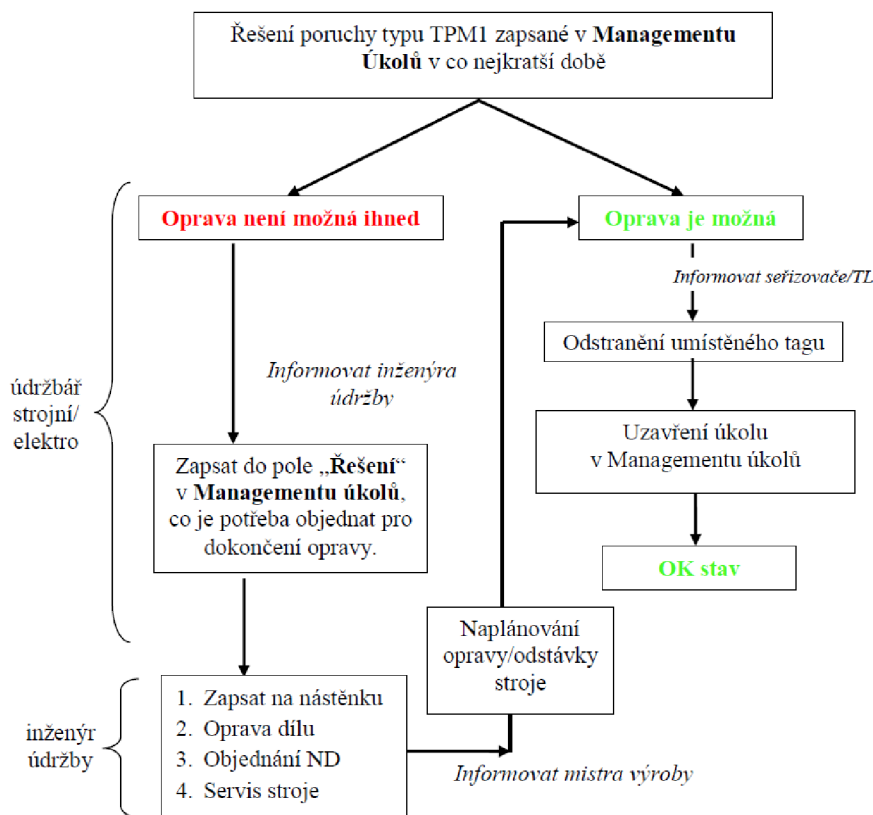 Řešení poruchy typu TPM1 zapsané v Managementu
Úkolů v co nejkratší době
Oprava není možná ihned
Oprava je možná
Informovat seřizovače/TL
Odstranění umístěného tagu
Informovat inženýra
údržby
údržbář
strojní/
elektro
Uzavření úkolu
v Managementu úkolů
Zapsat do pole „Řešení“
v Managementu úkolů,
co je potřeba objednat pro
dokončení opravy.
OK stav
Naplánování
opravy/odstávky
stroje
inženýr
údržby
1. Zapsat na nástěnku
2. Oprava dílu
3. Objednání ND
4. Servis stroje
Informovat mistra výroby